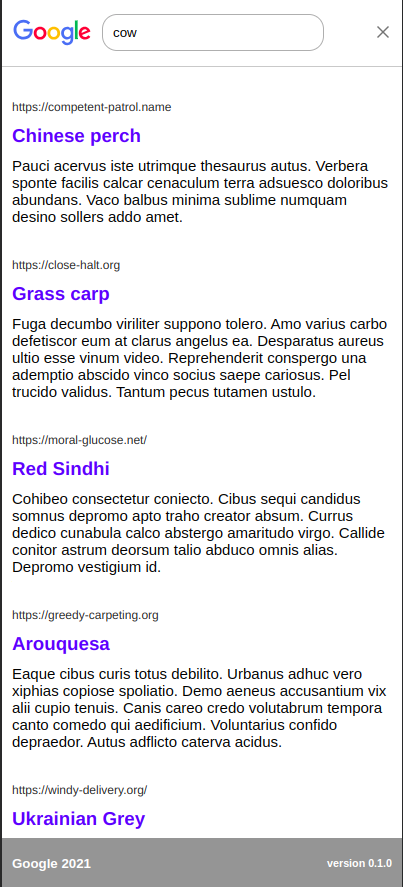 Google
cow
https://competent-patrol.name
Chinese perch
Pauci acervus iste utrimque thesaurus autus. Verbera
sponte facilis calcar cenaculum terra adsuesco doloribus
abundans. Vaco balbus minima sublime numquam
desino sollers addo amet.
https://close-halt.org
Grass carp
Fuga decumbo viriliter suppono tolero. Amo varius carbo
defetiscor eum at clarus angelus ea. Desparatus aureus
ultio esse vinum video. Reprehenderit conspergo una
ademptio abscido vinco socius saepe cariosus. Pel
trucido validus. Tantum pecus tutamen ustulo.
https://moral-glucose.net/
Red Sindhi
Cohibeo consectetur coniecto. Cibus sequi candidus
somnus depromo apto traho creator absum. Currus
dedico cunabula calco abstergo amaritudo virgo. Callide
conitor astrum deorsum talio abduco omnis alias.
Depromo vestigium id.
https://greedy-carpeting.org
Arouquesa
Eaque cibus curis totus debilito. Urbanus adhuc vero
xiphias copiose spoliatio. Demo aeneus accusantium vix
alii cupio tenuis. Canis careo credo volutabrum tempora
canto comedo qui aedificium. Voluntarius confido
depraedor. Autus adflicto caterva acidus.
https://windy-delivery.org/
Ukrainian Grey
Google 2021
version 0.1.0